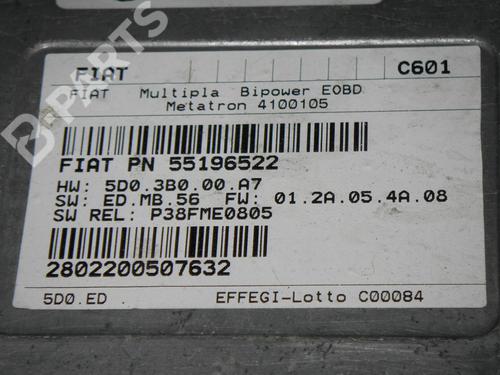 B-PARTS
FIAT C601
FIAT Multipla Bipower EOBD
Metatron 4100105
FIAT PN 55196522
HW: 5D0.3B0.00.A7
SW: ED.MB.56 FW: 01.2A.05.4A.08
SW REL: P38FME0805
2802200507632
5D0.ED . EFFEGI-Lotto C00084